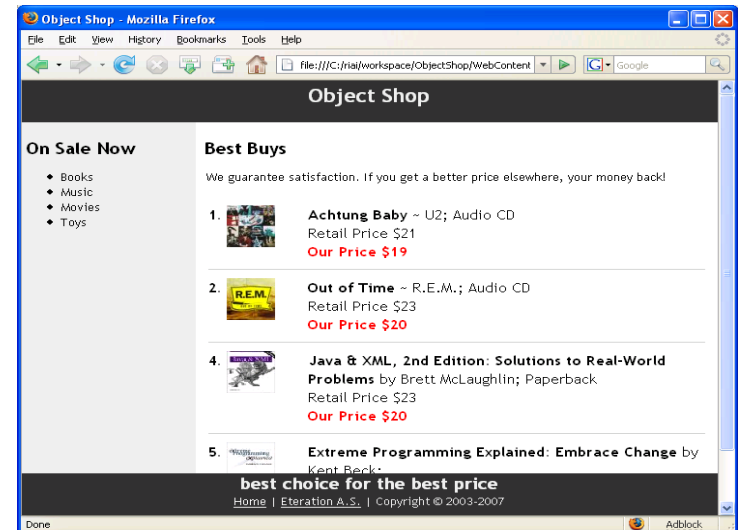 Object Shop - Mozilla Firefox
File Edit View History Bookmarks Tools Help
file:///C:/riai/workspace/ObjectShop/WebContent
G Google
Object Shop
On Sale Now
Books
Music
Movies
Toys
Best Buys
We guarantee satisfaction. If you get a better price elsewhere, your money back!
1. Achtung Baby ~ U2; Audio CD
Retail Price $21
Our Price $19
2. Out of Time ~ R.E.M.; Audio CD
R.E.M.
Retail Price $23
Our Price $20
4. Java & XML, 2nd Edition: Solutions to Real-World
Java & XML
Problems by Brett McLaughlin; Paperback
Retail Price $23
Our Price $20
5. Extreme Programming Explained: Embrace Change by
Kent Beck;
best choice for the best price
Home | Eteration A.S. | Copyright © 2003-2007
Done
Adblock